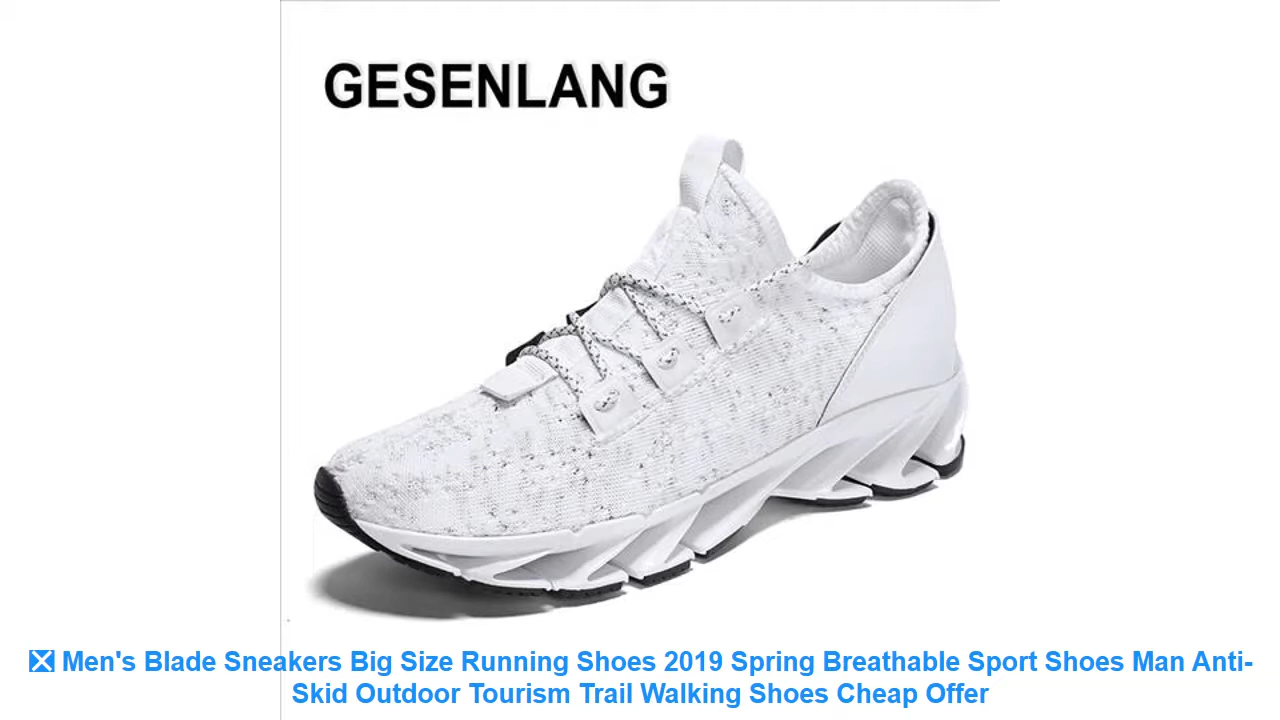 GESENLANG
❎ Men's Blade Sneakers Big Size Running Shoes 2019 Spring Breathable Sport Shoes Man Anti-
Skid Outdoor Tourism Trail Walking Shoes Cheap Offer